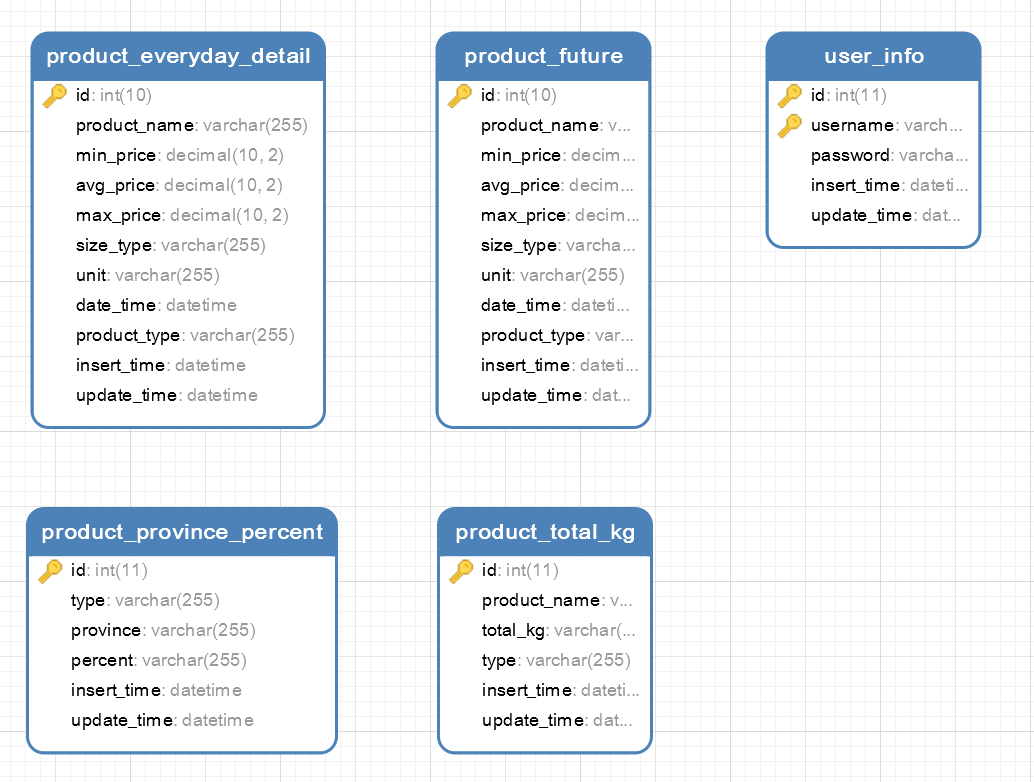 product_everyday_detail
id: int(10)
product_name: varchar(255)
min_price: decimal(10, 2)
avg_price: decimal(10, 2)
max_price: decimal(10, 2)
size_type: varchar(255)
unit: varchar(255)
date_time: datetime
product_type: varchar(255)
insert_time: datetime
update_time: datetime
product_future
id: int(10)
product_name: v...
min_price: decim...
avg_price: decim...
max_price: decim...
size_type: varcha...
unit: varchar(255)
date_time: dateti...
product_type: var...
insert_time: dateti...
update_time: dat...
user_info
id: int(11)
username: varch...
password: varcha...
insert_time: dateti...
update_time: dat...
product_province_percent
id: int(11)
type: varchar(255)
province: varchar(255)
percent: varchar(255)
insert_time: datetime
update_time: datetime
product_total_kg
id: int(11)
product_name: v...
total_kg: varchar(...
type: varchar(255)
insert_time: dateti...
update_time: dat...